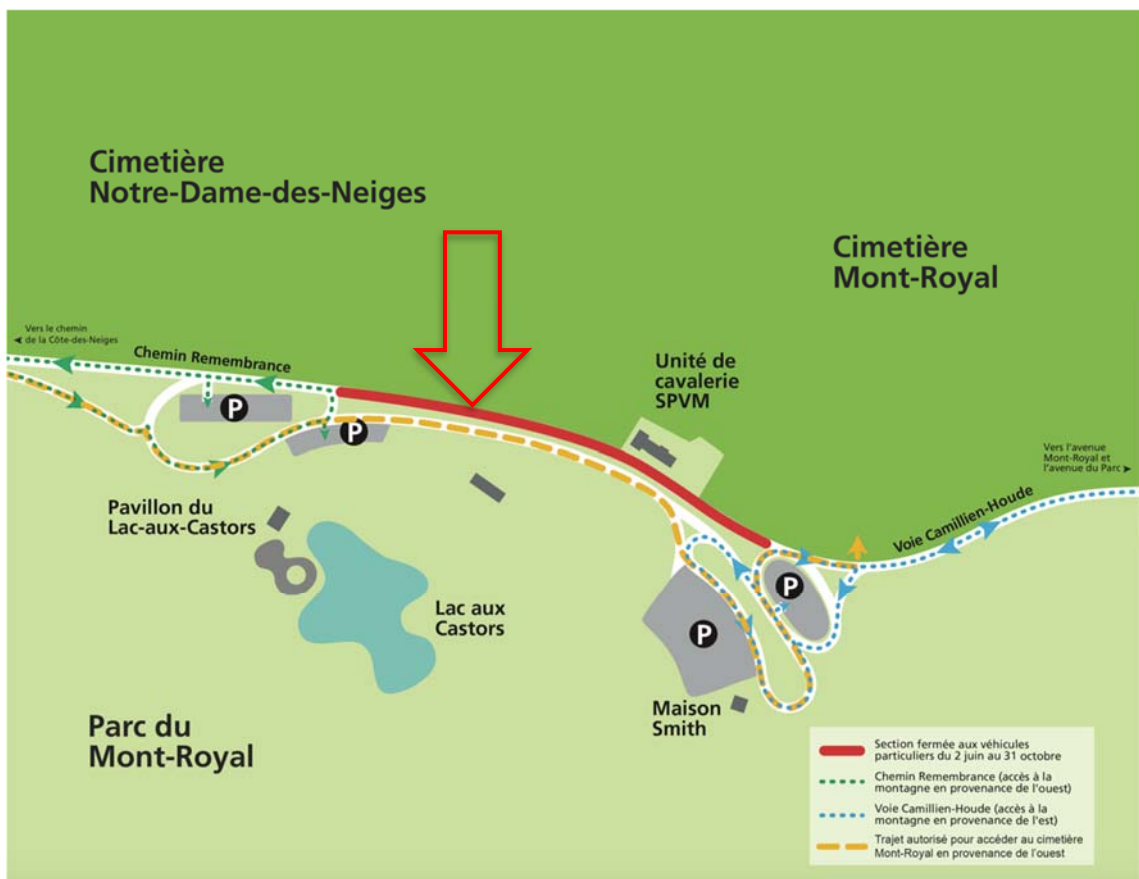 Cimetière
Notre-Dame-des-Neiges
Cimetière
Mont-Royal
Vers le chemin
de la Côte-des-Neiges
Chemin Remembrance
Unité de
cavalerie
SPVM
Vers l'avenue
Mont-Royal et
l'avenue du Parc
P
P
Voie Camillien-Houde
Pavillon du
Lac-aux-Castors
P
Lac aux
Castors
P
Maison
Smith
Parc du
Mont-Royal
Section fermée aux véhicules
particuliers du 2 juin au 31 octobre
Chemin Remembrance (accès à la
montagne en provenance de l'ouest)
Voie Camillien-Houde (accès à la
montagne en provenance de l'est)
Trajet autorisé pour accéder au cimetière
Mont-Royal en provenance de l'ouest